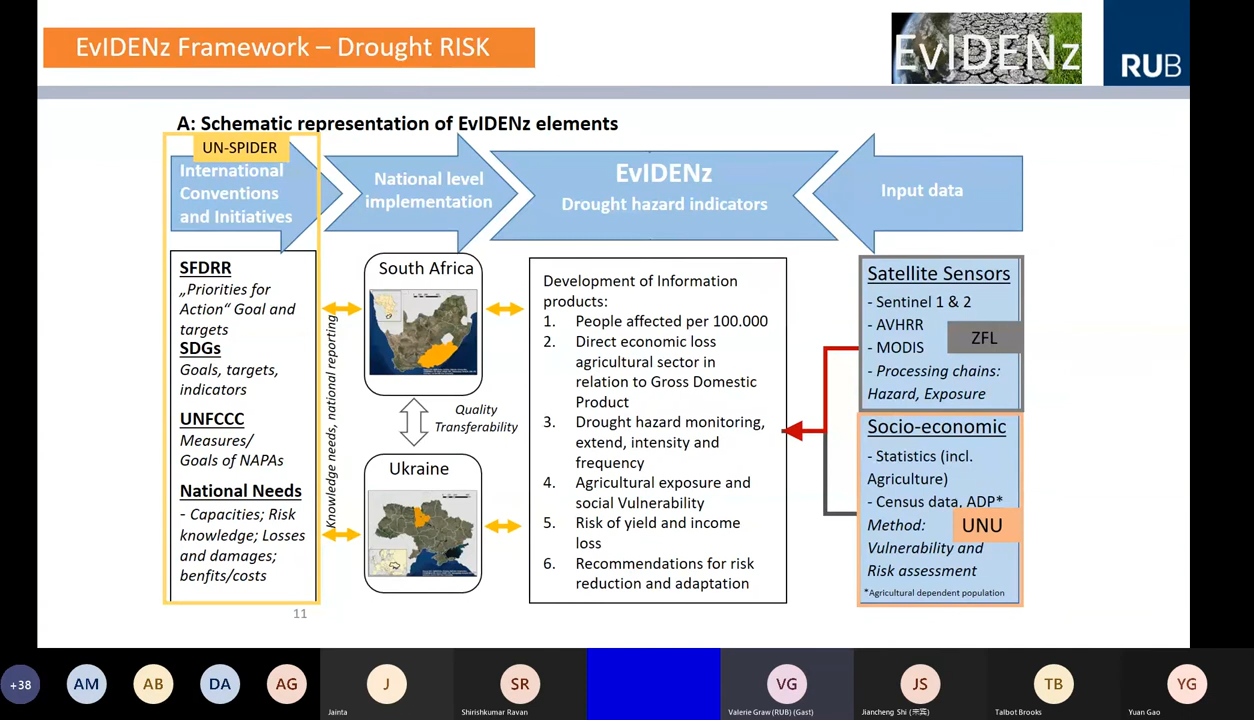 EvIDENz Framework – Drought RISK
EvIDENz
RUB
A: Schematic representation of EvIDENz elements
UN-SPIDER
International
Conventions
and Initiatives
National level
implementation
EvIDENz
Drought hazard indicators
Input data
SFDRR
„Priorities for
Action“ Goal and
targets
SDGs
Goals, targets,
indicators
UNFCCC
Measures/
Goals of NAPAs
National Needs
- Capacities; Risk
knowledge; Losses
and damages;
benfits/costs
Knowledge needs, national reporting
South Africa
Quality
Transferability
Ukraine
Development of Information
products:
1. People affected per 100.000
2. Direct economic loss
agricultural sector in
relation to Gross Domestic
Product
3. Drought hazard monitoring,
extend, intensity and
frequency
4. Agricultural exposure and
social Vulnerability
5. Risk of yield and income
loss
6. Recommendations for risk
reduction and adaptation
Satellite Sensors
- Sentinel 1 & 2
- AVHRR
- MODIS
ZFL
- Processing chains:
Hazard, Exposure
Socio-economic
- Statistics (incl.
Agriculture)
- Census data, ADP*
Method:
UNU
Vulnerability and
Risk assessment
*Agricultural dependent population
11
+38
AM
AB
DA
AG
J
Jainta
SR
Shirishkumar Ravan
VG
Valerie Graw (RUB) (Gast)
JS
Jiancheng Shi
TB
Talbot Brooks
YG
Yuan Gao